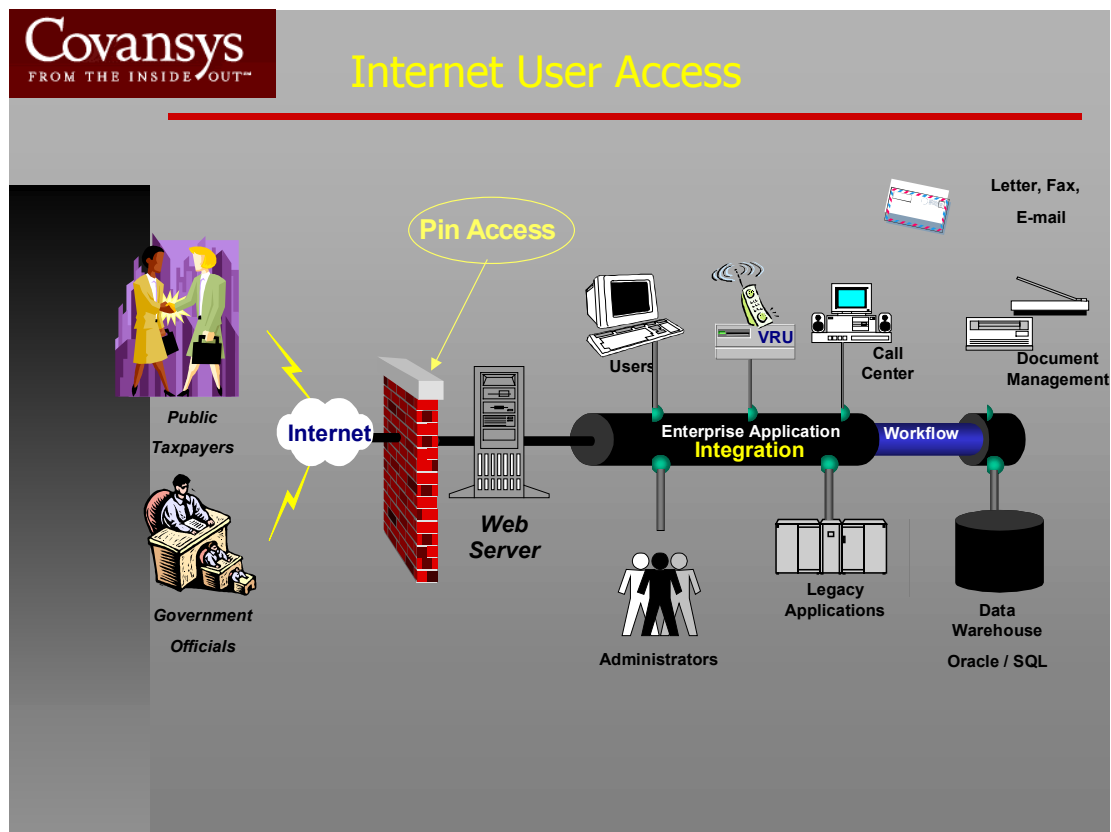 Covansys
FROM THE INSIDE OUT℠
Internet User Access
Letter, Fax,
E-mail
Pin Access
Users
VRU
Call
Center
Document
Management
Public
Taxpayers
Internet
Enterprise Application
Integration
Workflow
Web
Server
Government
Officials
Administrators
Legacy
Applications
Data
Warehouse
Oracle / SQL